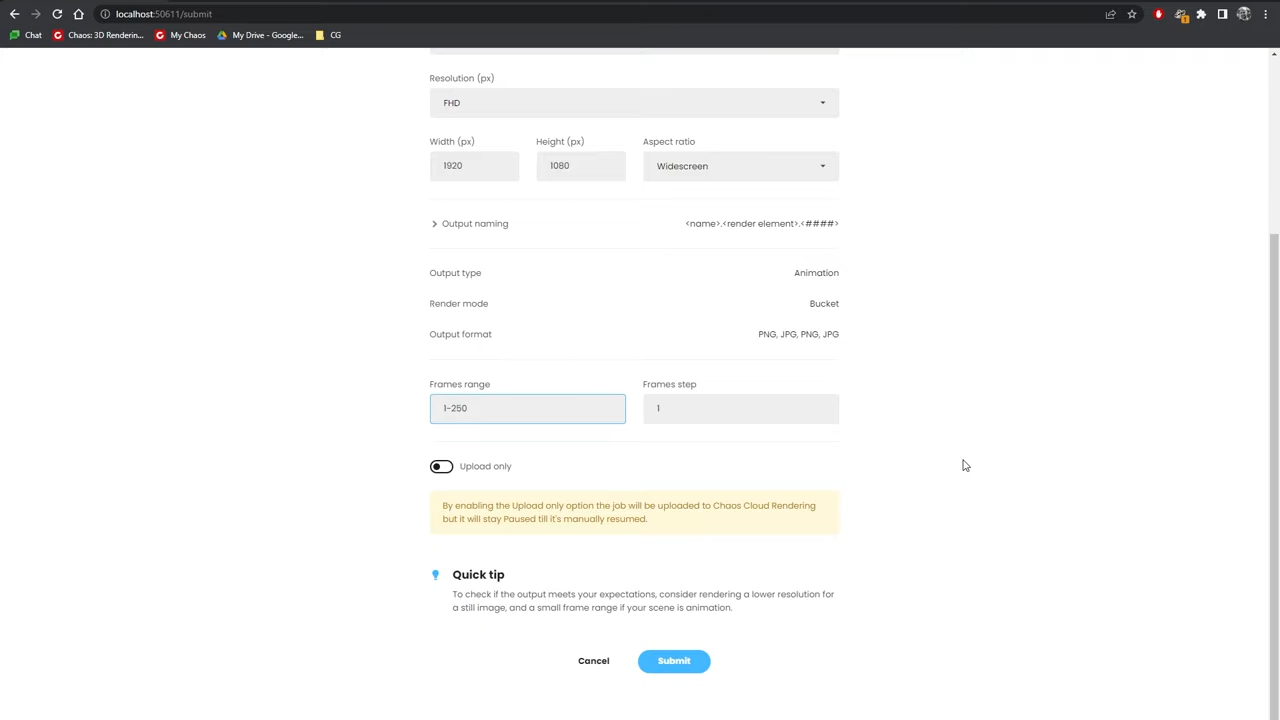 localhost:50611/submit
Chat
Chaos: 3D Renderin...
My Chaos
My Drive - Google...
CG
Resolution (px)
FHD
Width (px)
Height (px)
Aspect ratio
1920
1080
Widescreen
Output naming
<name>.<render element>.<####>
Output type
Animation
Render mode
Bucket
Output format
PNG, JPG, PNG, JPG
Frames range
Frames step
1-250
1
Upload only
By enabling the Upload only option the job will be uploaded to Chaos Cloud Rendering
but it will stay Paused till it's manually resumed.
Quick tip
To check if the output meets your expectations, consider rendering a lower resolution for
a still image, and a small frame range if your scene is animation.
Cancel
Submit